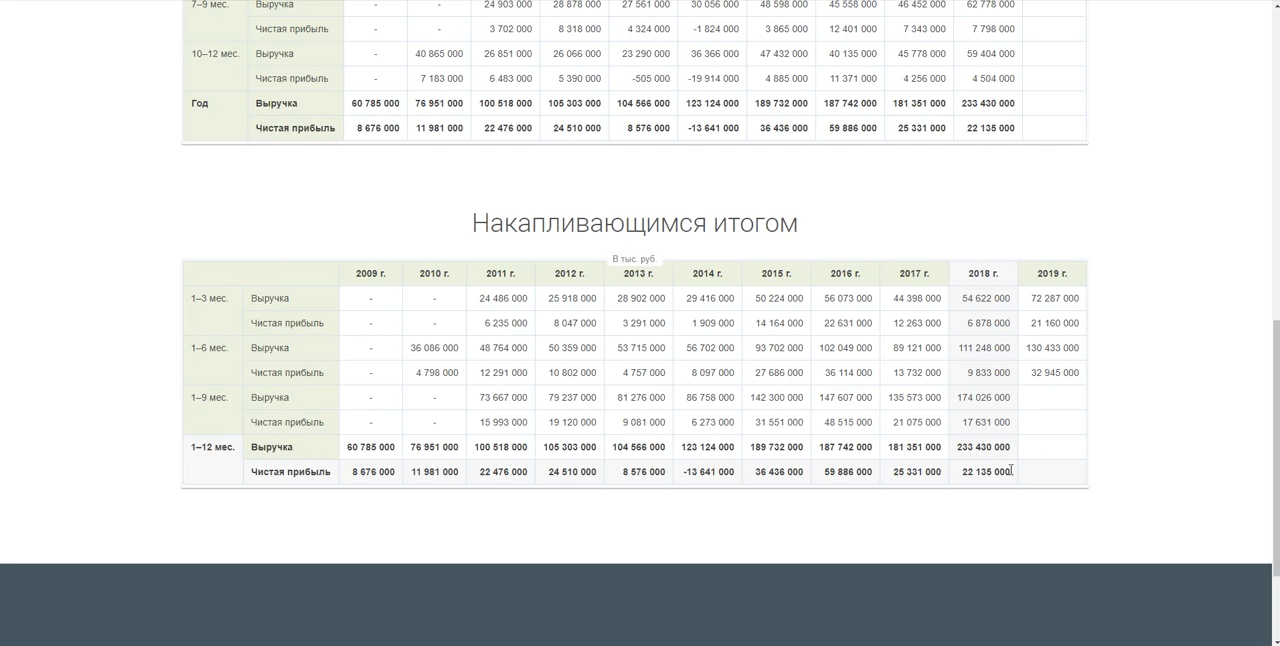 7–9 мес. Выручка - - 24 903 000 28 878 000 27 561 000 30 056 000 48 598 000 45 558 000 46 452 000 62 778 000
Чистая прибыль - - 3 702 000 8 318 000 4 324 000 -1 824 000 3 865 000 12 401 000 7 343 000 7 798 000
10–12 мес. Выручка - 40 865 000 26 851 000 26 066 000 23 290 000 36 366 000 47 432 000 40 135 000 45 778 000 59 404 000
Чистая прибыль - 7 183 000 6 483 000 5 390 000 -505 000 -19 914 000 4 885 000 11 371 000 4 256 000 4 504 000
Год Выручка 60 785 000 76 951 000 100 518 000 105 303 000 104 566 000 123 124 000 189 732 000 187 742 000 181 351 000 233 430 000
Чистая прибыль 8 676 000 11 981 000 22 476 000 24 510 000 8 576 000 -13 641 000 36 436 000 59 886 000 25 331 000 22 135 000
Накапливающимся итогом
В тыс. руб.
2009 г. 2010 г. 2011 г. 2012 г. 2013 г. 2014 г. 2015 г. 2016 г. 2017 г. 2018 г. 2019 г.
1–3 мес. Выручка - - 24 486 000 25 918 000 28 902 000 29 416 000 50 224 000 56 073 000 44 398 000 54 622 000 72 287 000
Чистая прибыль - - 6 235 000 8 047 000 3 291 000 1 909 000 14 164 000 22 631 000 12 263 000 6 878 000 21 160 000
1–6 мес. Выручка - 36 086 000 48 764 000 50 359 000 53 715 000 56 702 000 93 702 000 102 049 000 89 121 000 111 248 000 130 433 000
Чистая прибыль - 4 798 000 12 291 000 10 802 000 4 757 000 8 097 000 27 686 000 36 114 000 13 732 000 9 833 000 32 945 000
1–9 мес. Выручка - - 73 667 000 79 237 000 81 276 000 86 758 000 142 300 000 147 607 000 135 573 000 174 026 000
Чистая прибыль - - 15 993 000 19 120 000 9 081 000 6 273 000 31 551 000 48 515 000 21 075 000 17 631 000
1–12 мес. Выручка 60 785 000 76 951 000 100 518 000 105 303 000 104 566 000 123 124 000 189 732 000 187 742 000 181 351 000 233 430 000
Чистая прибыль 8 676 000 11 981 000 22 476 000 24 510 000 8 576 000 -13 641 000 36 436 000 59 886 000 25 331 000 22 135 000